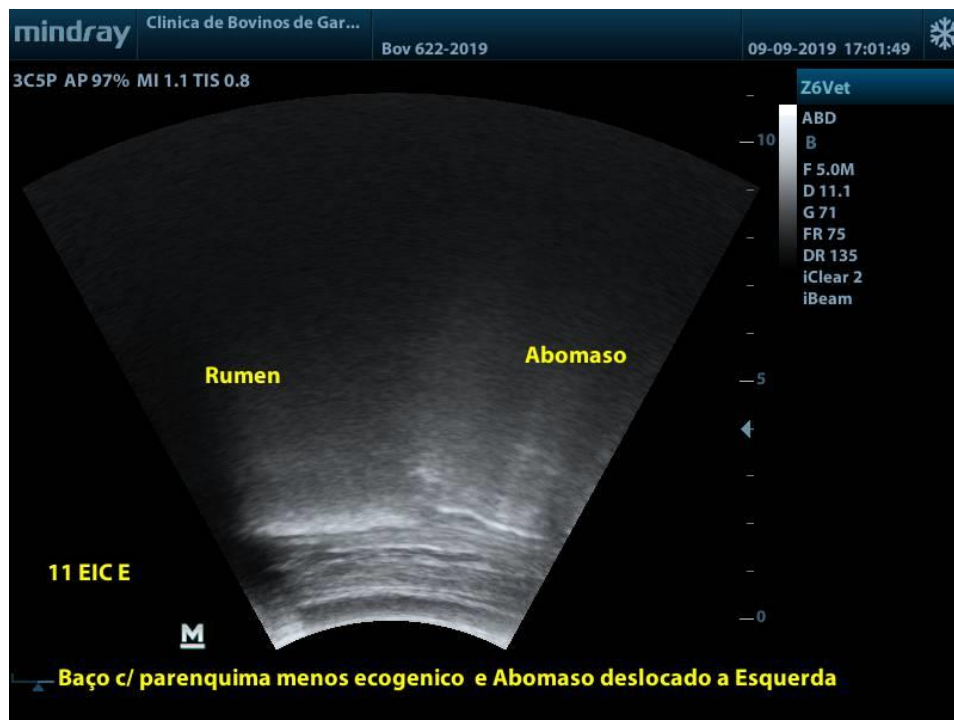 mindray
Clinica de Bovinos de Gar...
Bov 622-2019
09-09-2019 17:01:49
3C5P AP 97% MI 1.1 TIS 0.8
Z6Vet
ABD
B
F 5.0M
D 11.1
G 71
FR 75
DR 135
iClear 2
iBeam
10
Abomaso
Rumen
5
11 EIC E
0
M
Baço c/ parenquima menos ecogenico e Abomaso deslocado a Esquerda